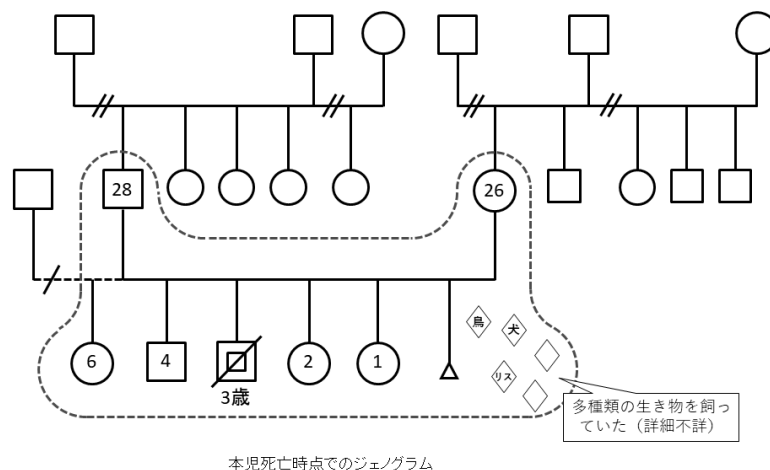 28
26
6
4
3歳
2
1
鳥
犬
リス
多種類の生き物を飼っ
ていた（詳細不詳）
本児死亡時点でのジェノグラム